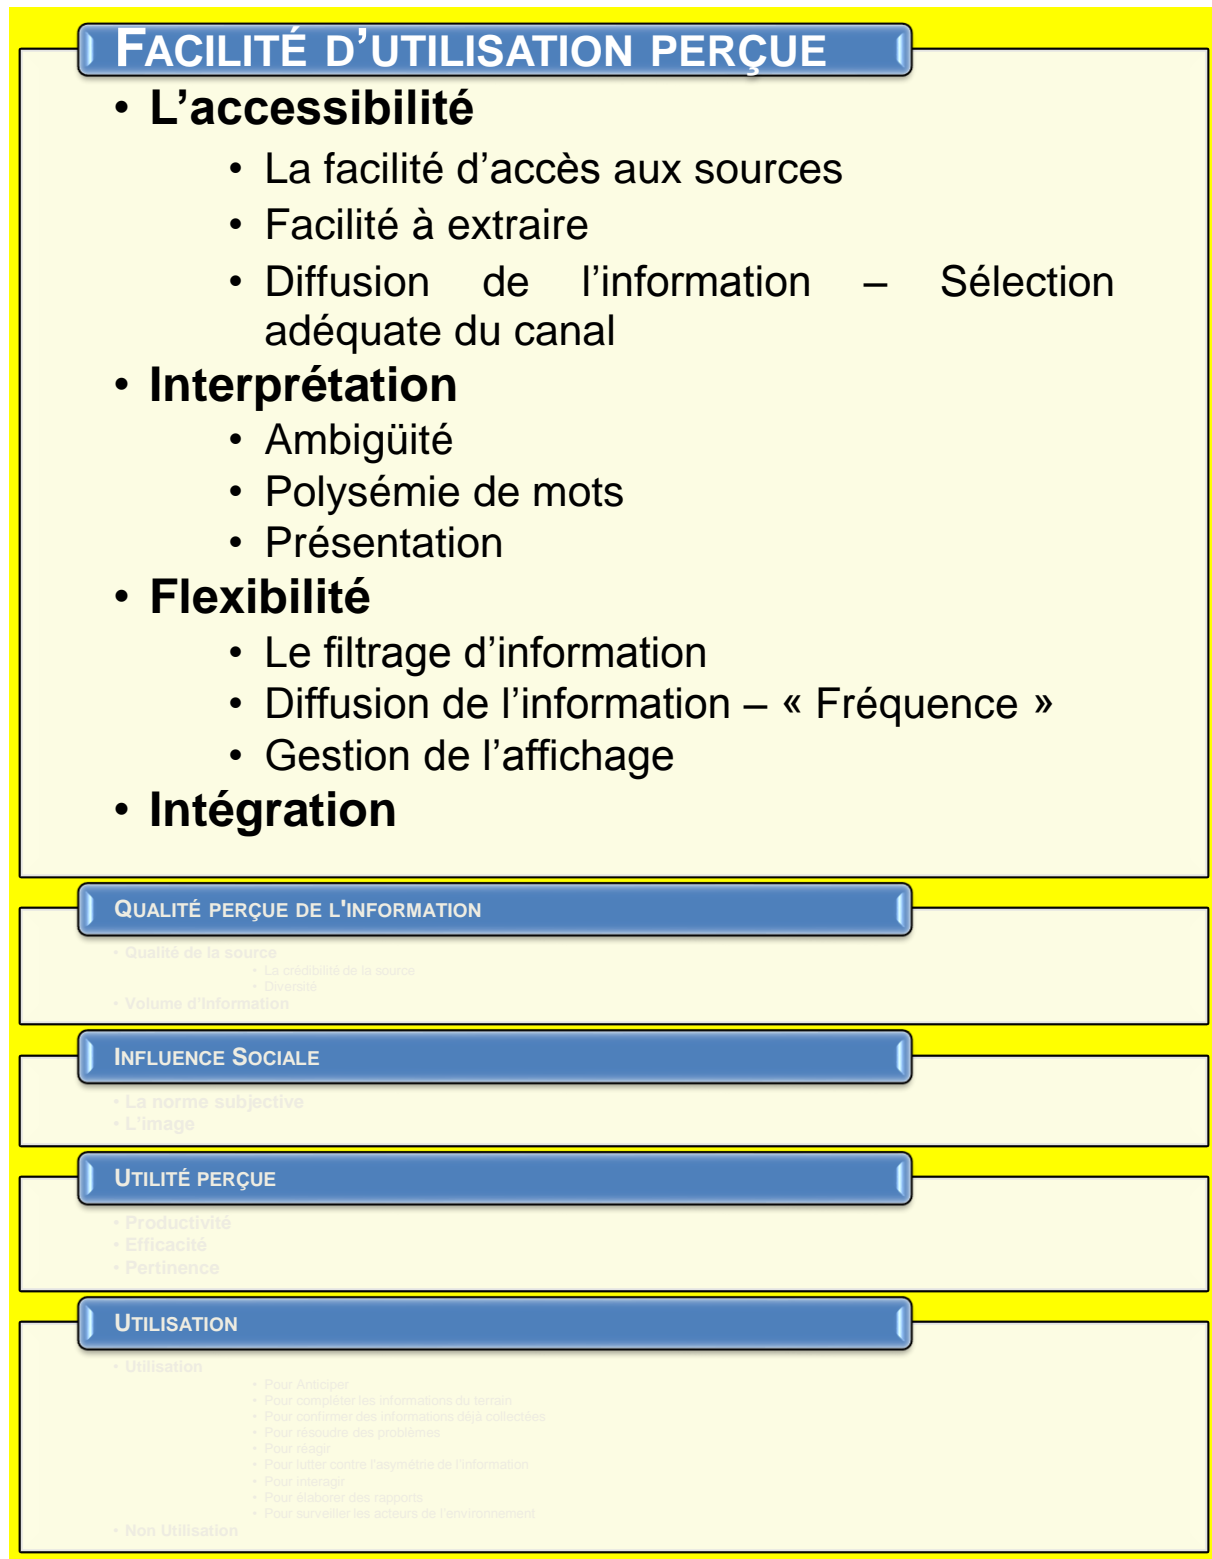 FACILITÉ D’UTILISATION PERÇUE
• L’accessibilité
• La facilité d’accès aux sources
• Facilité à extraire
• Diffusion de l’information – Sélection
adéquate du canal
• Interprétation
• Ambigüité
• Polysémie de mots
• Présentation
• Flexibilité
• Le filtrage d’information
• Diffusion de l’information – « Fréquence »
• Gestion de l’affichage
• Intégration
QUALITÉ PERÇUE DE L'INFORMATION
• Qualité de la source
• La crédibilité de la source
• Diversité
• Volume d'Information
INFLUENCE SOCIALE
• La norme subjective
• L'image
UTILITÉ PERÇUE
• Productivité
• Efficacité
• Pertinence
UTILISATION
• Utilisation
• Pour Anticiper
• Pour compléter les informations du terrain
• Pour confirmer des informations déjà collectées
• Pour résoudre des problèmes
• Pour réagir
• Pour lutter contre l'asymétrie de l'information
• Pour interagir
• Pour élaborer des rapports
• Pour surveiller les acteurs de l'environnement
• Non Utilisation